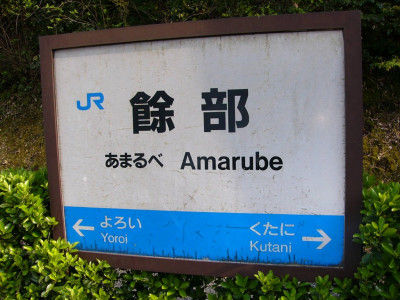 JR 餘部
あまるべ Amarube
← よろい くたに →
Yoroi Kutani